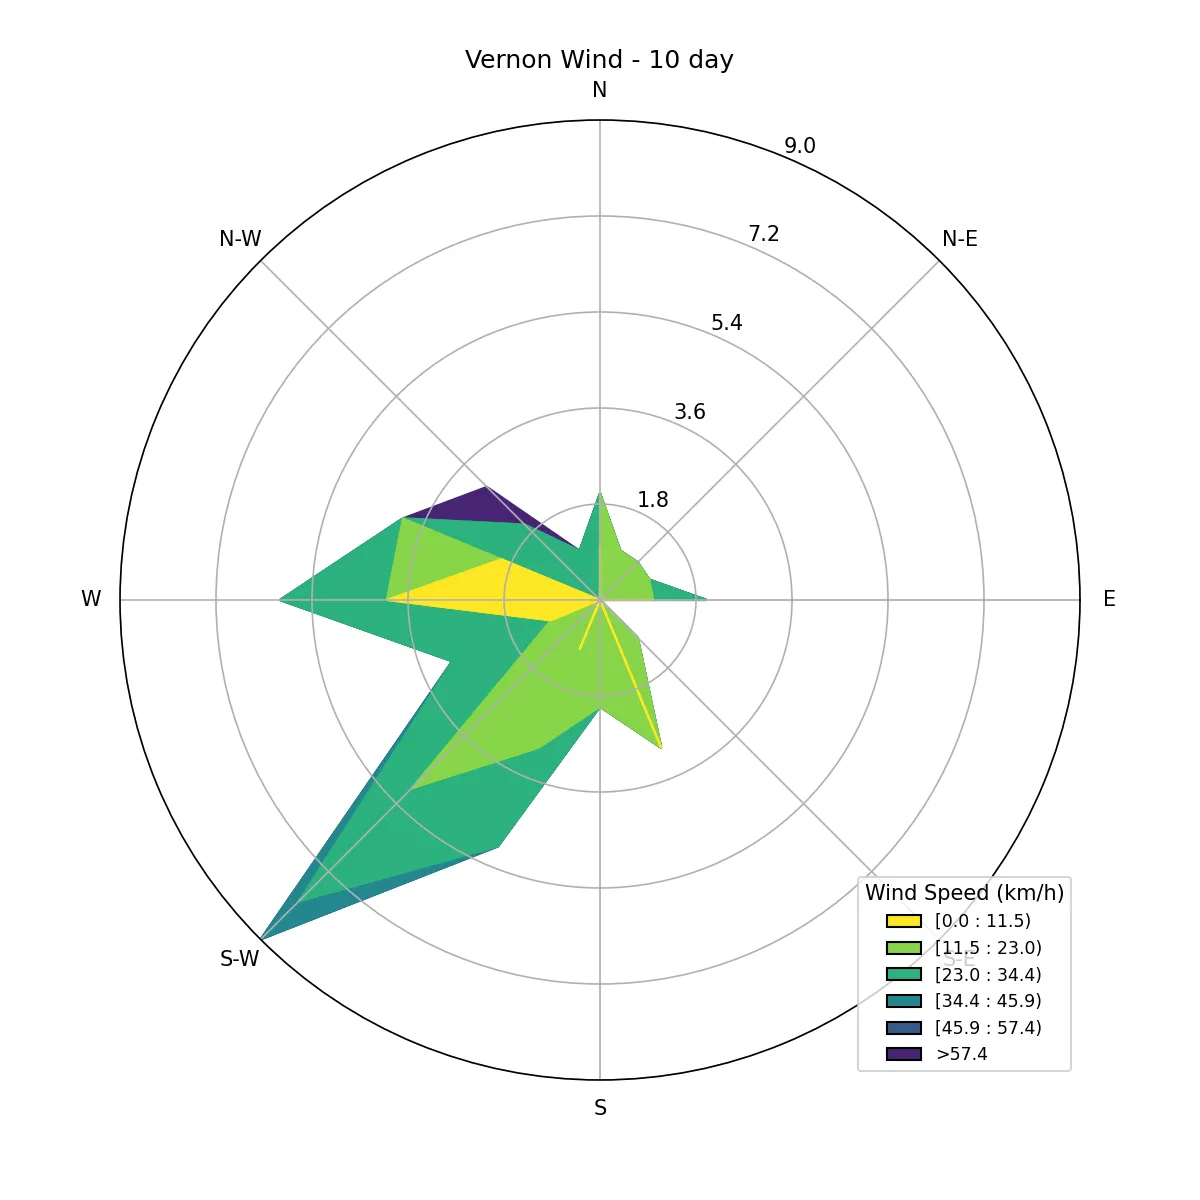 Vernon Wind - 10 day
N
9.0
N-W
7.2
N-E
5.4
3.6
1.8
W
E
Wind Speed (km/h)
[0.0 : 11.5)
[11.5 : 23.0)
S-W
S-E
[23.0 : 34.4)
[34.4 : 45.9)
[45.9 : 57.4)
>57.4
S